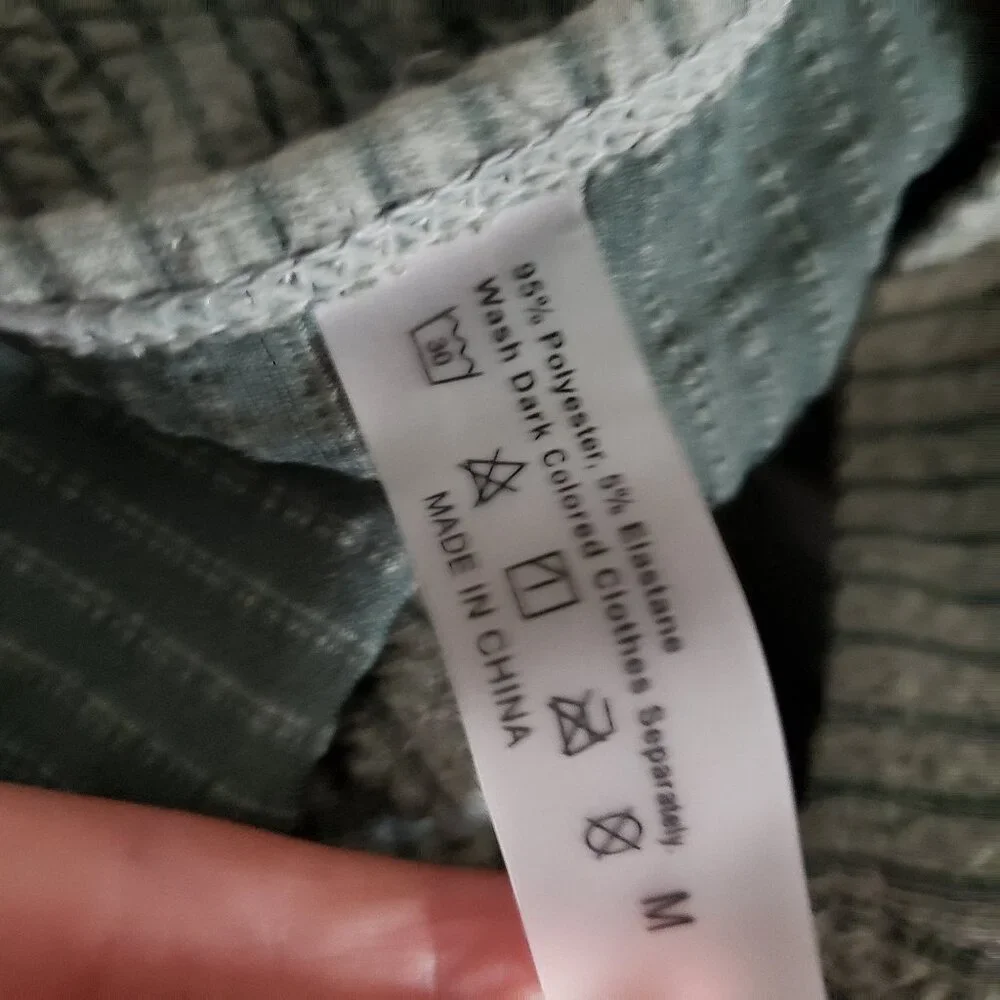 95% Polyester, 5% Elastane
Wash Dark Colored Clothes Separately.
30
MADE IN CHINA
M